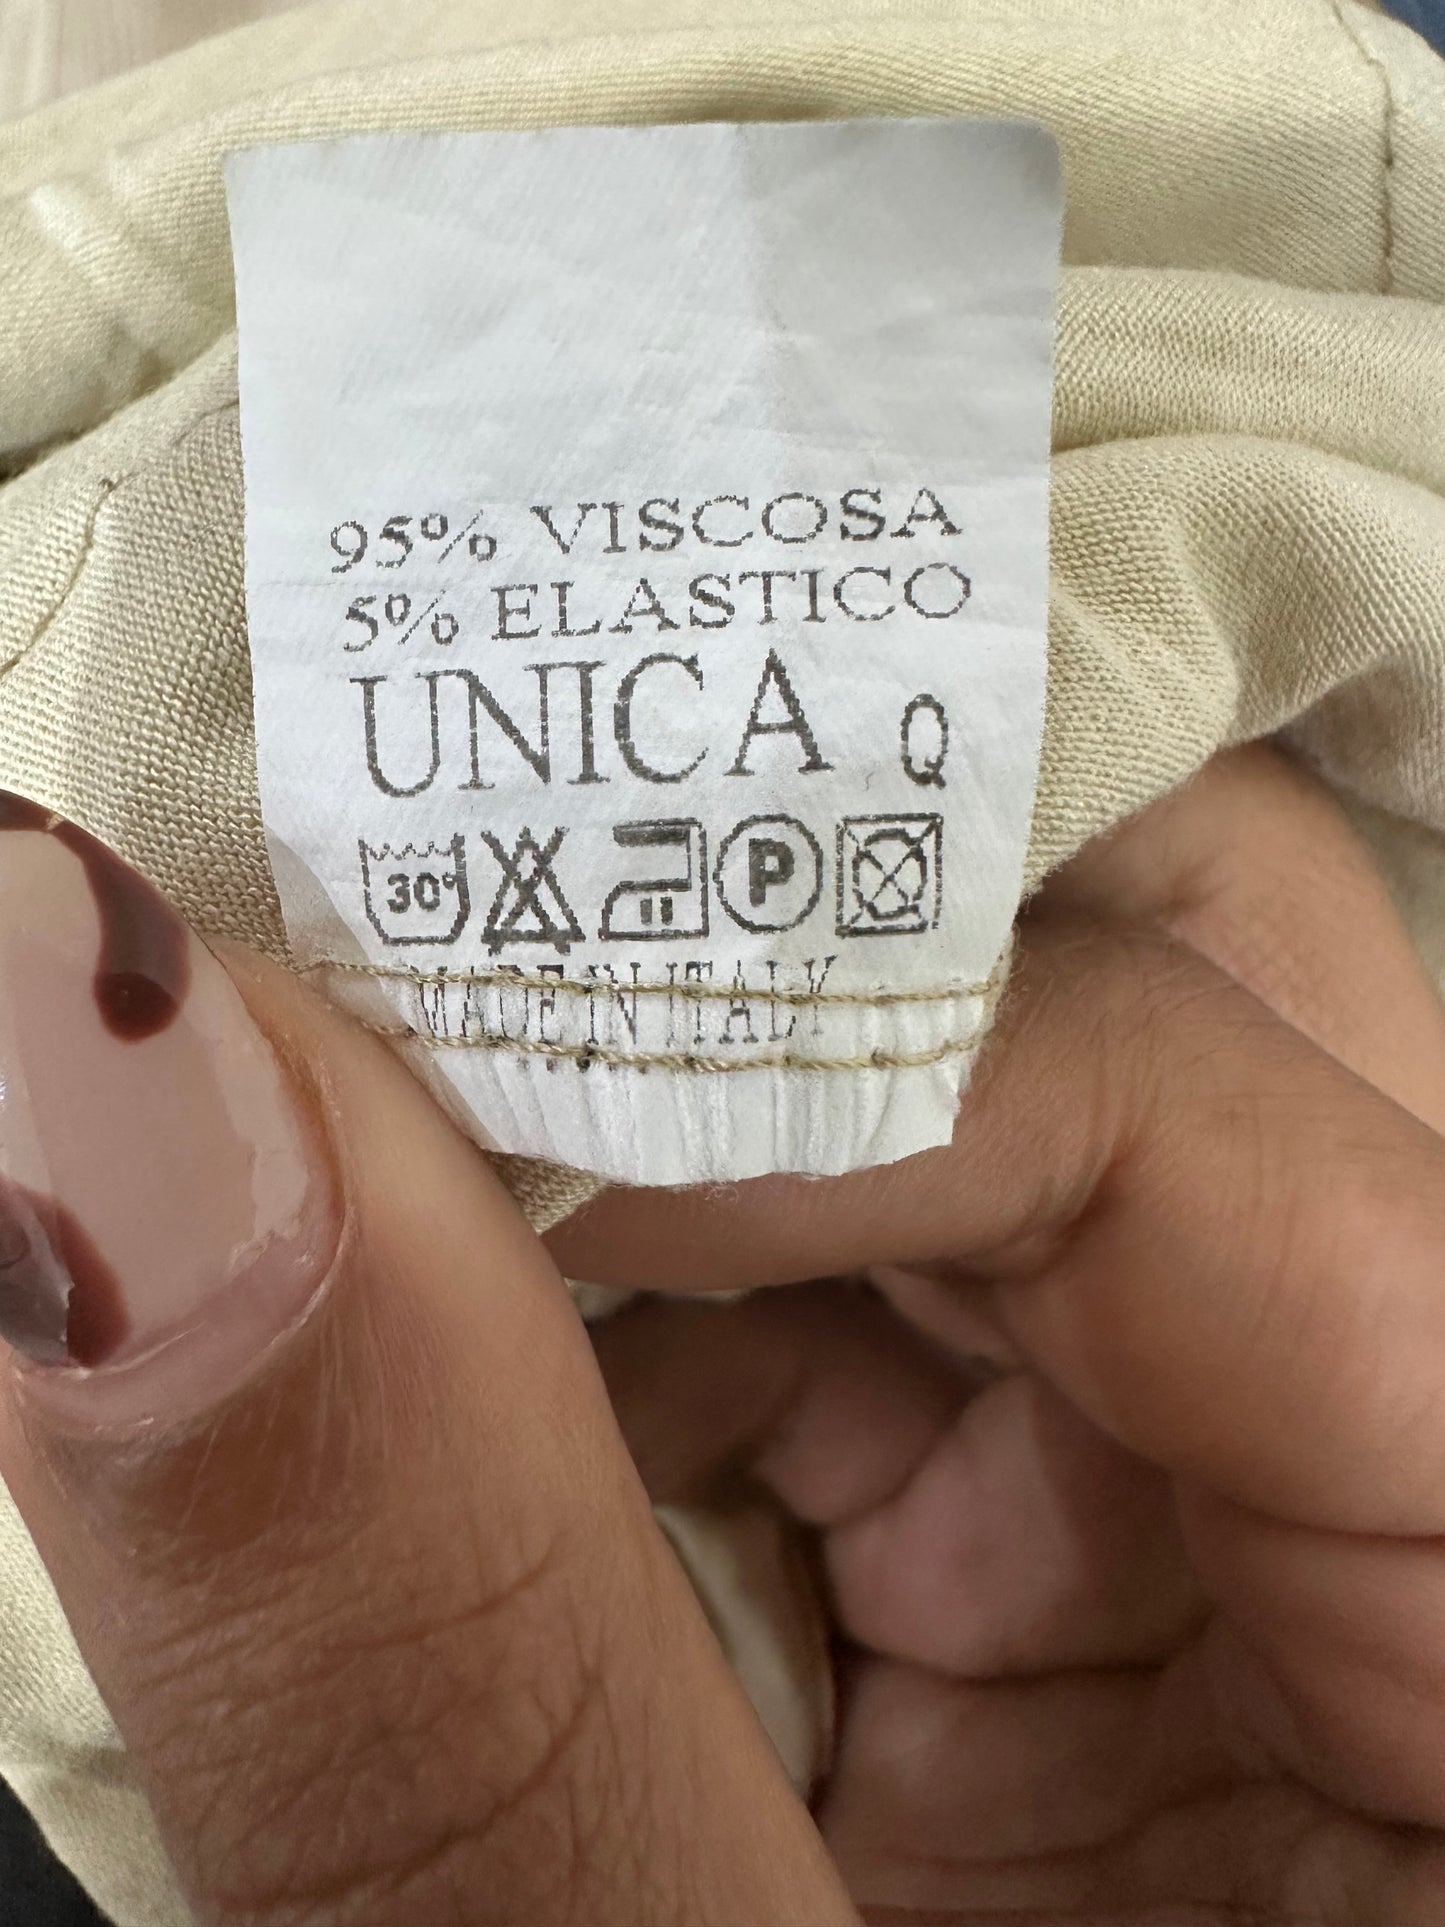 95% VISCOSA
5% ELASTICO
UNICA Q
30° P
MADE IN ITALY